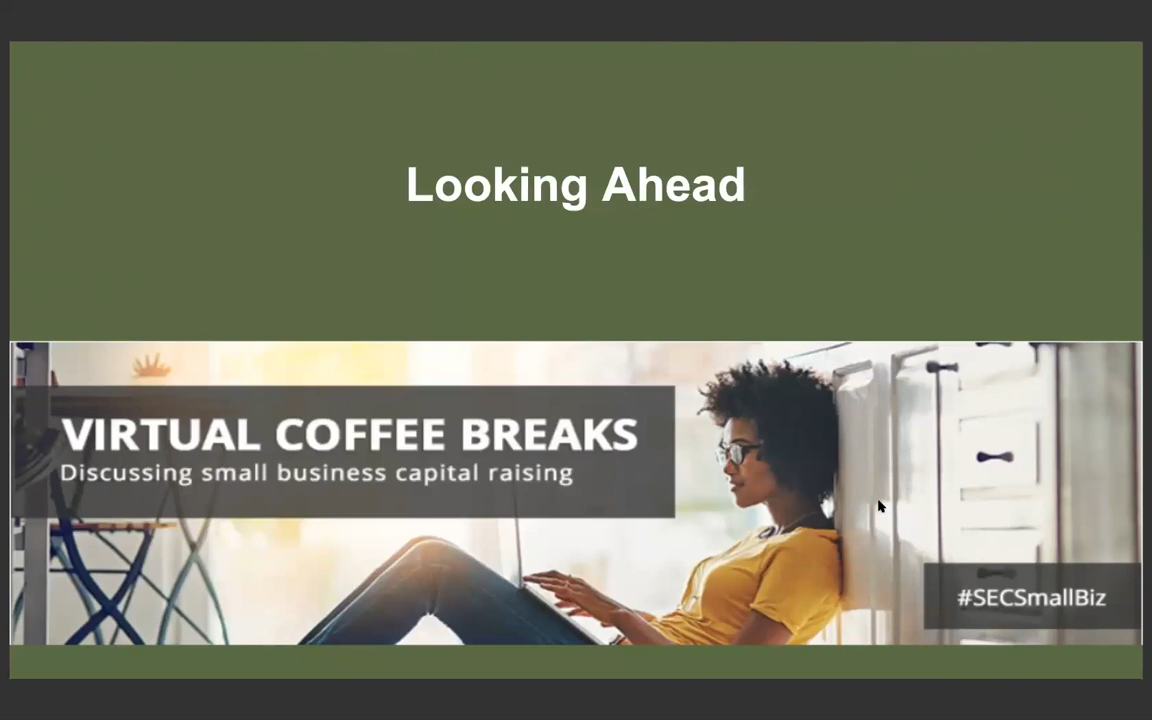 Looking Ahead
VIRTUAL COFFEE BREAKS
Discussing small business capital raising
#SECSmallBiz